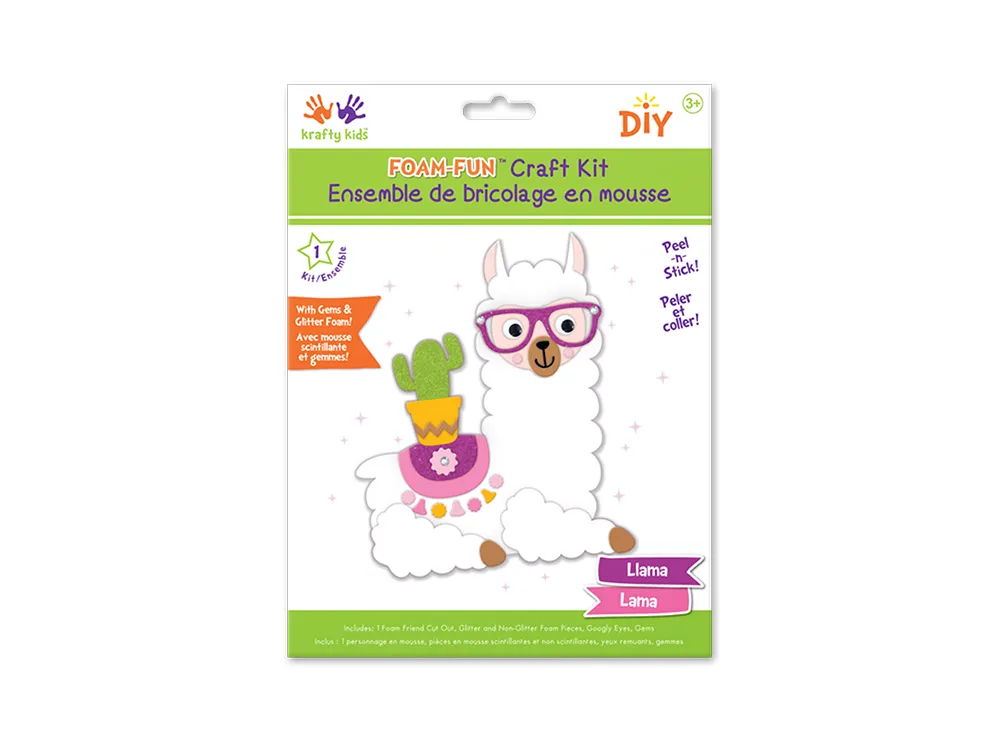 krafty kids™
DiY
3+
FOAM-FUN™ Craft Kit
Ensemble de bricolage en mousse
1
Kit/Ensemble
Peel
-n-
Stick!
Peler
et
coller!
With Gems &
Glitter Foam!
Avec mousse
scintillante
et gemmes!
Llama
Lama
Includes: 1 Foam Friend Cut Out, Glitter and Non-Glitter Foam Pieces, Googly Eyes, Gems
Inclus : 1 personnage en mousse, pièces en mousse scintillantes et non scintillantes, yeux remuants, gemmes